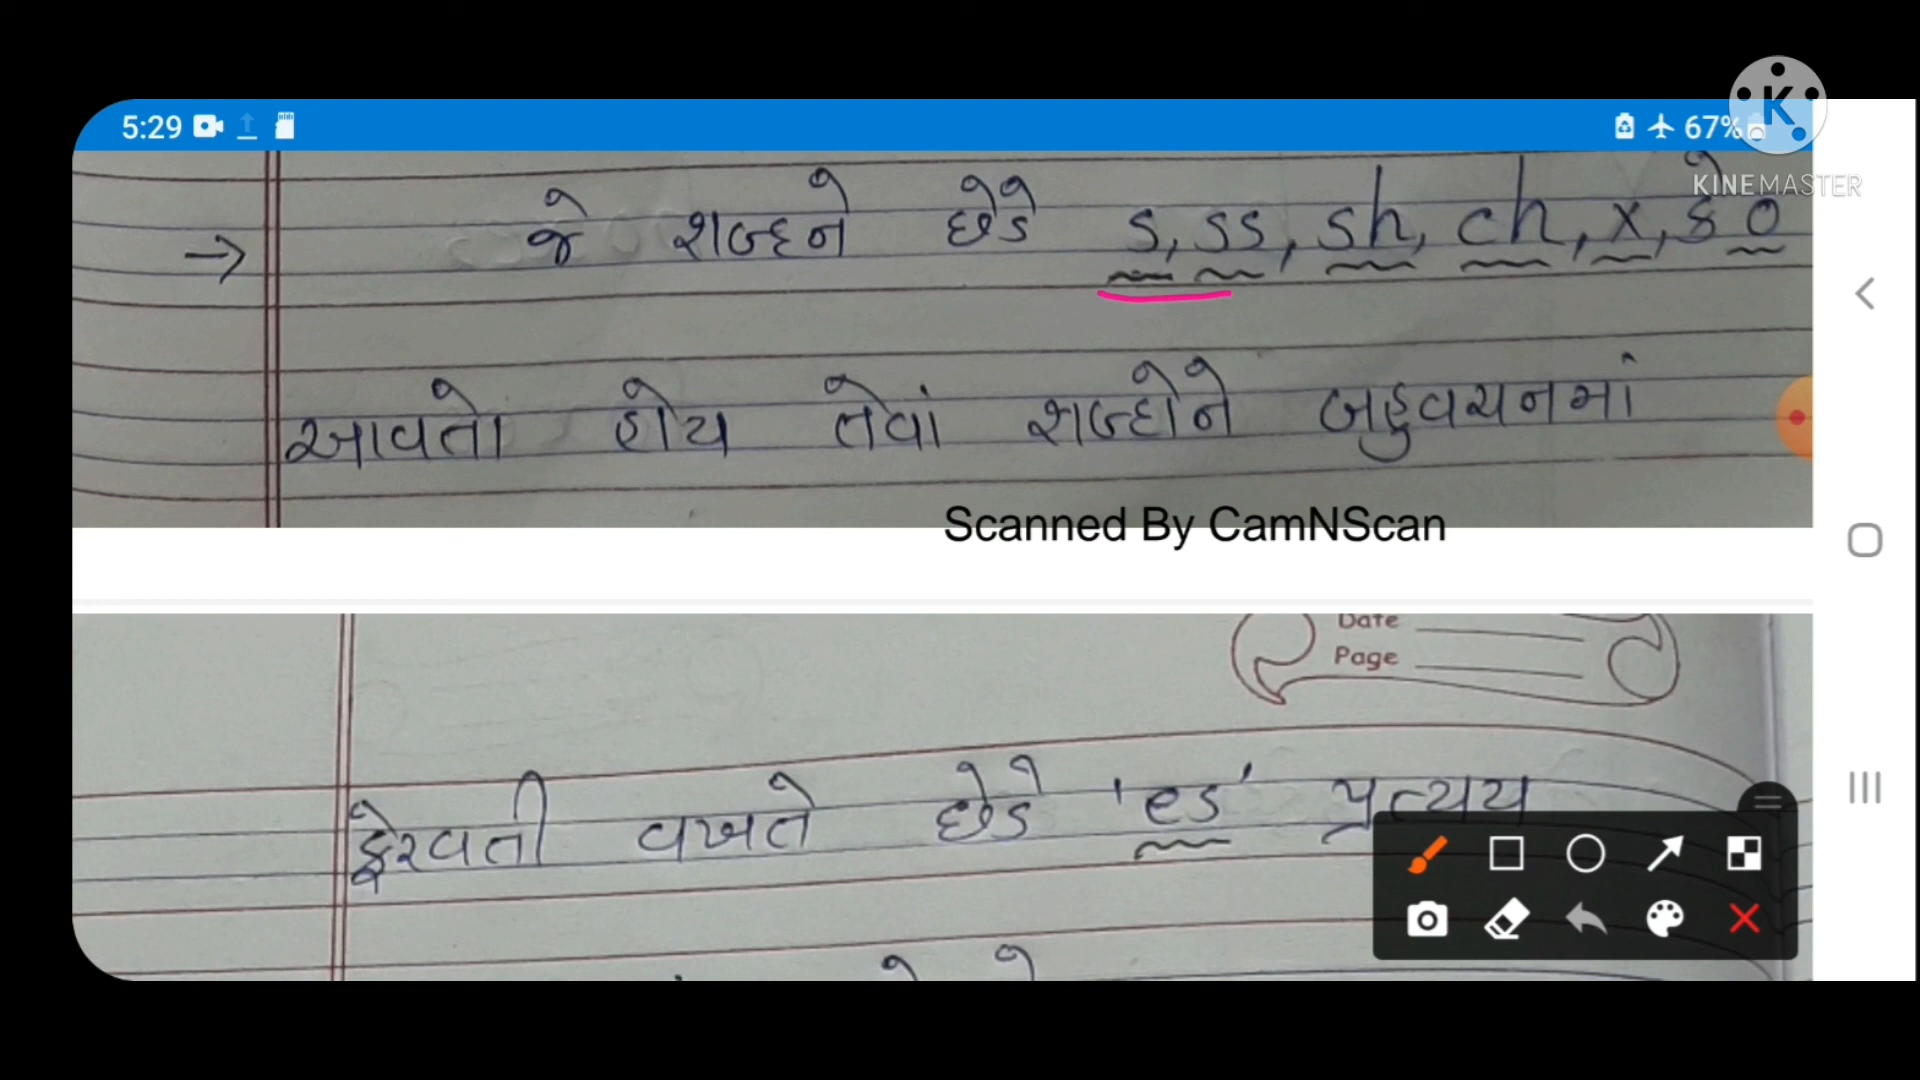 5:29
67%
KINEMASTER
→ જે શબ્દને છેડે s, ss, sh, ch, x, કે o
આવતો હોય તેવાં શબ્દોને બહુવચનમાં
Scanned By CamNScan
Date
Page
ફેરવતી વખતે છેડે 'es' પ્રત્યય